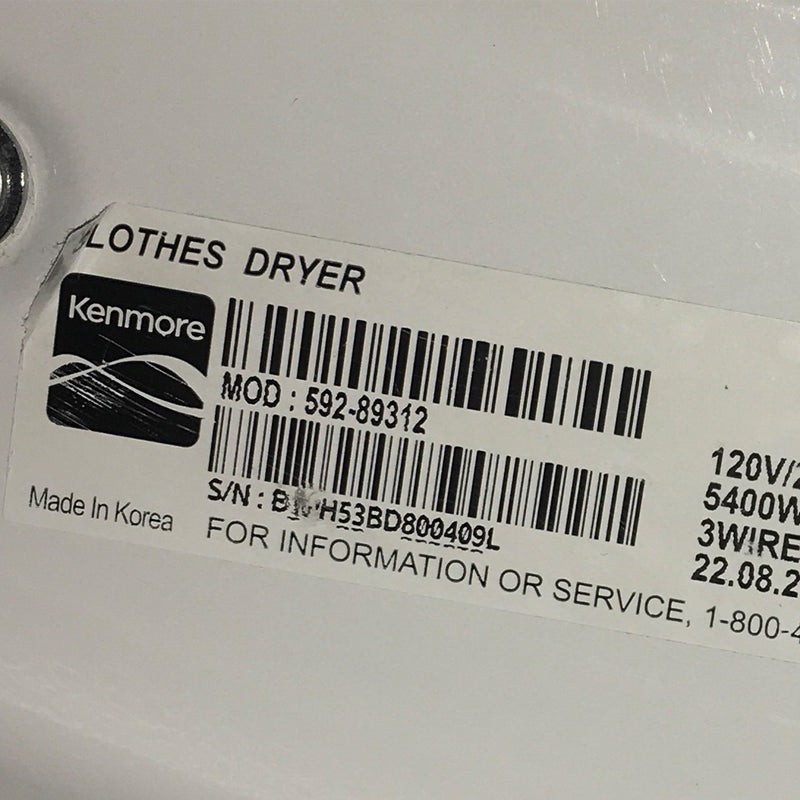 LOTHES DRYER
Kenmore
MOD : 592-89312
S/N :
Made In Korea
FOR INFORMATION OR SERVICE, 1-800-4
120V/2
5400W
3WIRE
22.08.2